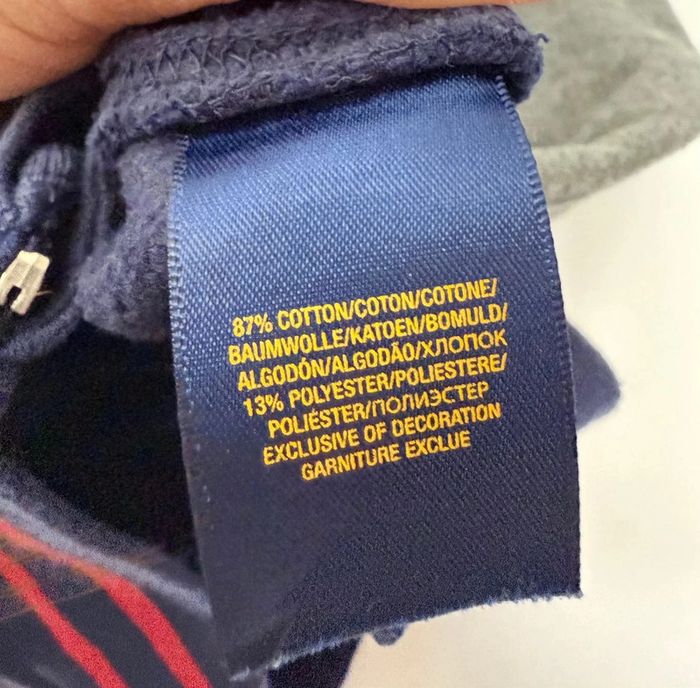 87% COTTON/COTON/COTONE/
BAUMWOLLE/KATOEN/BOMULD/
ALGODÓN/ALGODÃO/ХЛОПОК
13% POLYESTER/POLIESTERE/
POLIÉSTER/ПОЛИЭСТЕР
EXCLUSIVE OF DECORATION
GARNITURE EXCLUE